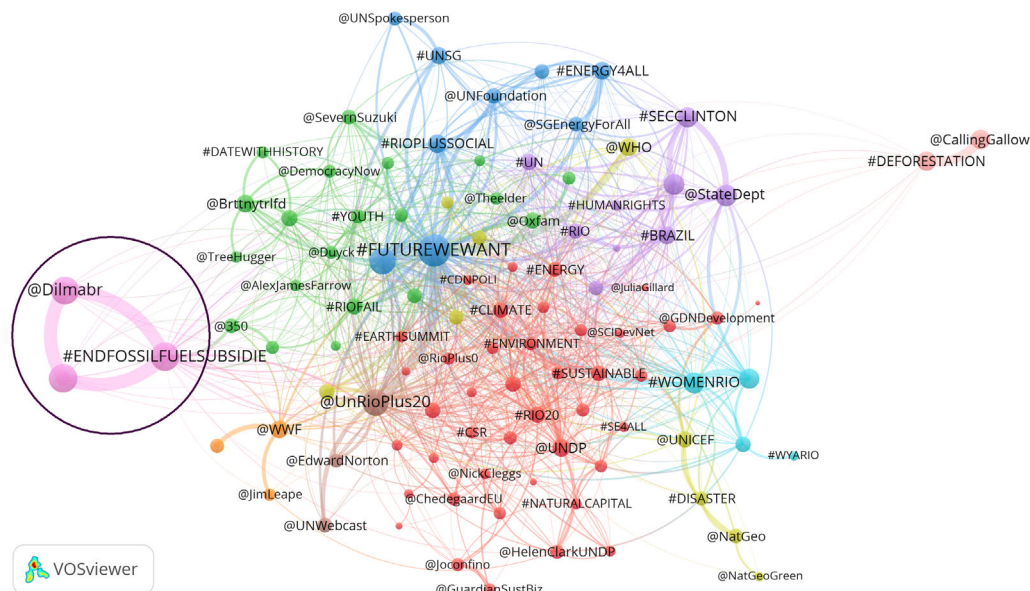 @UNSpokesperson
#UNSG
#ENERGY4ALL
@UNFoundation
@SevernSuzuki
@SGEnergyForAll
#SECCLINTON
@CallingGallow
#DATEWITHHISTORY
#RIOPLUSSOCIAL
@WHO
#UN
#DEFORESTATION
@DemocracyNow
@Brttnytrlfd
@Theelder
#HUMANRIGHTS
@StateDept
#YOUTH
@Oxfam
#RIO
#BRAZIL
@TreeHugger
@Duyck
#FUTUREWEWANT
#CDNPOLI
#ENERGY
@Dilmabr
@AlexJamesFarrow
@JuliaGillard
#RIOFAIL
#CLIMATE
@GDNDevelopment
@350
#EARTHSUMMIT
@SCIDevNet
#ENVIRONMENT
#ENDFOSSILFUELSUBSIDIE
@RioPlus0
#SUSTAINABLE
#WOMENRIO
@UnRioPlus20
#RIO20
@WWF
#CSR
#SE4ALL
@UNICEF
@UNDP
#WYARIO
@EdwardNorton
@NickCleggs
@JimLeape
@ChedegaardEU
#NATURALCAPITAL
#DISASTER
@UNWebcast
@NatGeo
@HelenClarkUNDP
@Joconfino
@NatGeoGreen
@GuardianSustBiz
VOSviewer